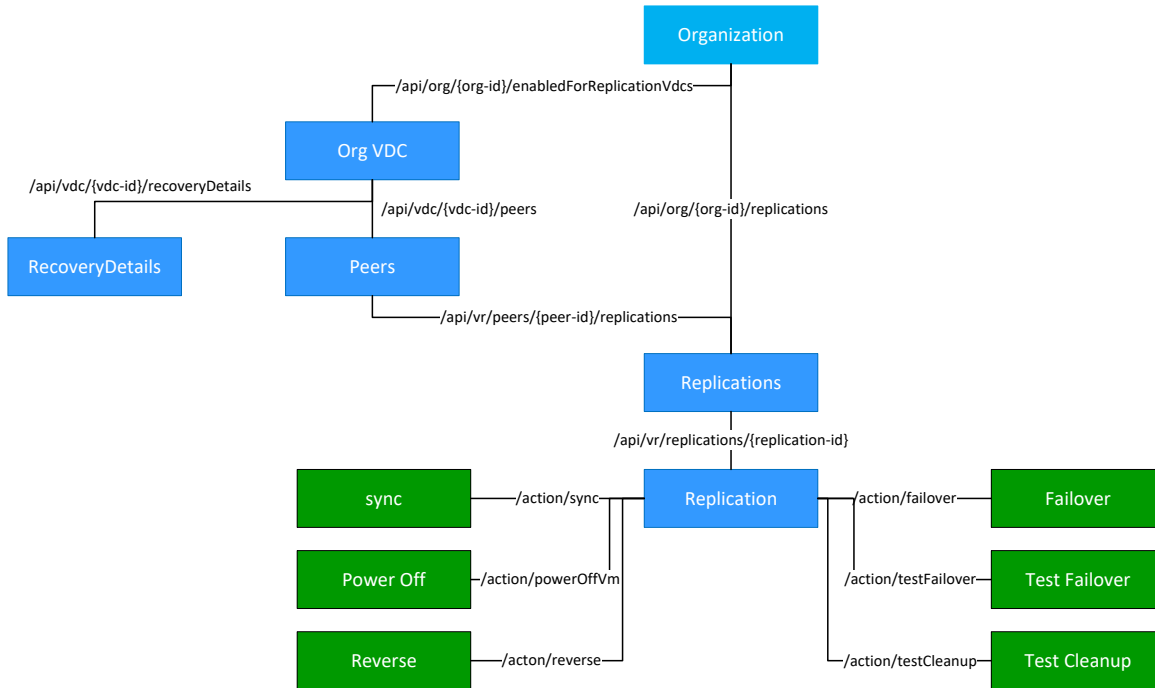 Organization
/api/org/{org-id}/enabledForReplicationVdcs
Org VDC
/api/vdc/{vdc-id}/recoveryDetails
/api/vdc/{vdc-id}/peers
/api/org/{org-id}/replications
RecoveryDetails
Peers
/api/vr/peers/{peer-id}/replications
Replications
/api/vr/replications/{replication-id}
sync
/action/sync
Replication
/action/failover
Failover
Power Off
/action/powerOffVm
/action/testFailover
Test Failover
Reverse
/acton/reverse
/action/testCleanup
Test Cleanup